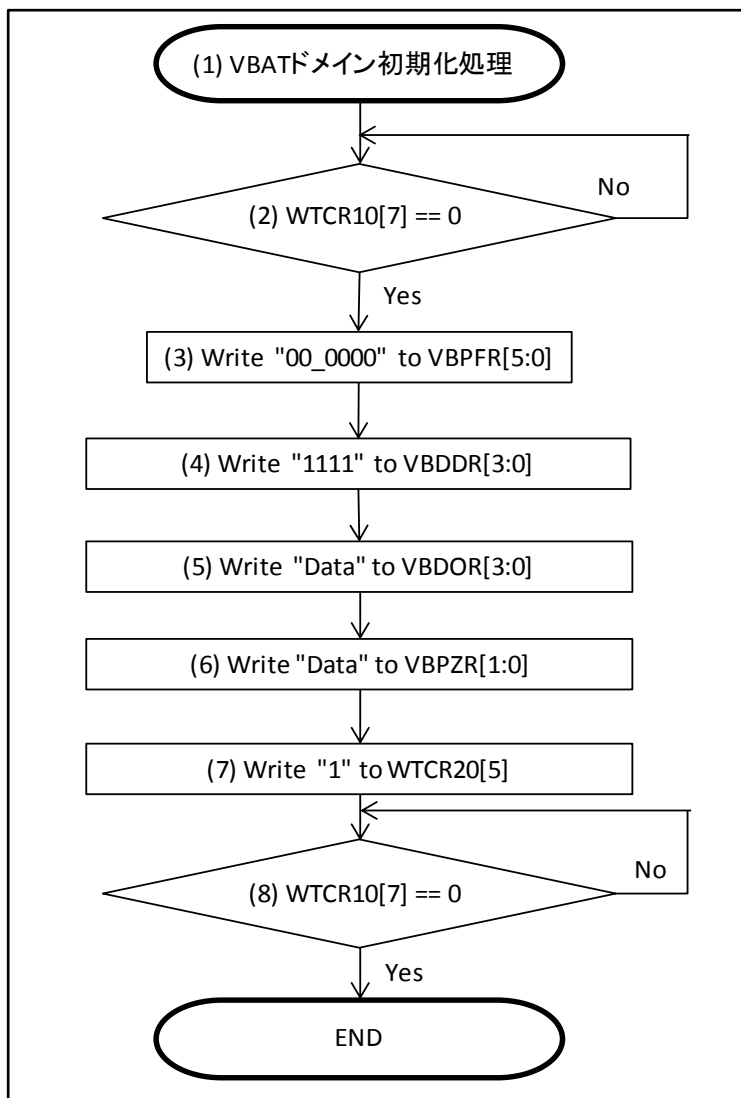 (1) VBATドメイン初期化処理
No
(2) WTCR10[7] == 0
Yes
(3) Write "00_0000" to VBPFR[5:0]
(4) Write "1111" to VBDDR[3:0]
(5) Write "Data" to VBDOR[3:0]
(6) Write "Data" to VBPZR[1:0]
(7) Write "1" to WTCR20[5]
No
(8) WTCR10[7] == 0
Yes
END